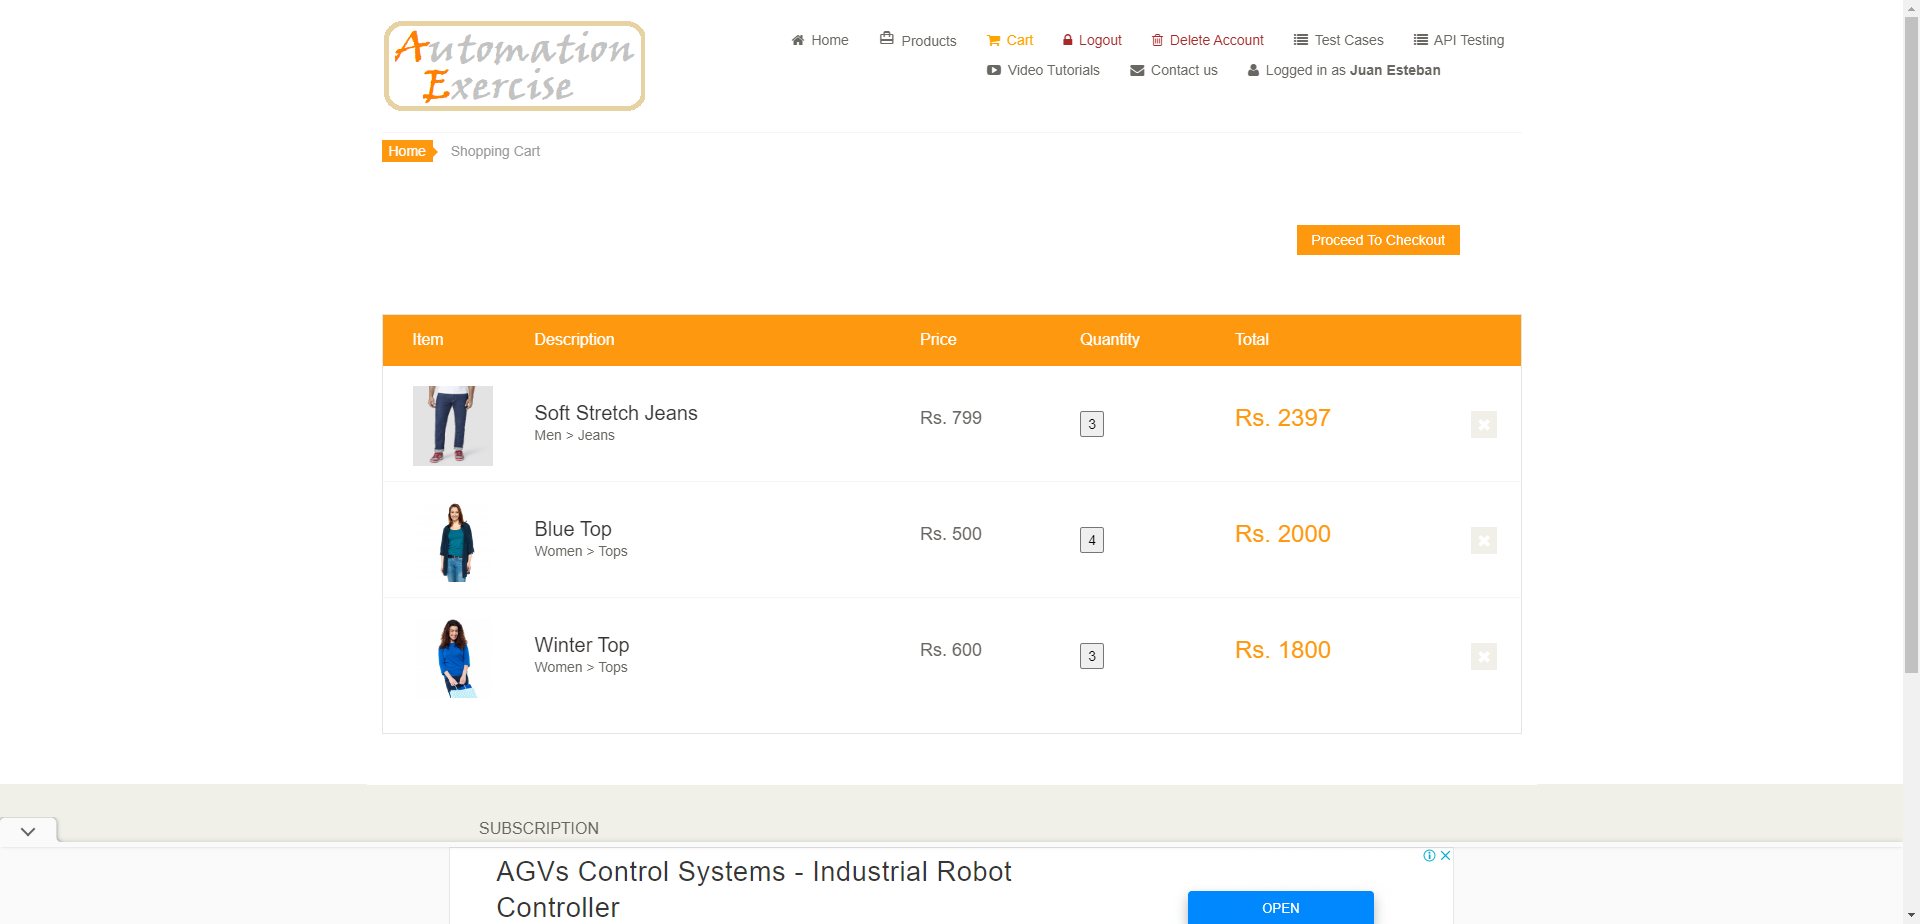 Automation
Exercise
Home
Products
Cart
Logout
Delete Account
Test Cases
API Testing
Video Tutorials
Contact us
Logged in as Juan Esteban
Home
Shopping Cart
Proceed To Checkout
Item Description Price Quantity Total
Soft Stretch Jeans
Men > Jeans
Rs. 799
3
Rs. 2397
Blue Top
Women > Tops
Rs. 500
4
Rs. 2000
Winter Top
Women > Tops
Rs. 600
3
Rs. 1800
SUBSCRIPTION
AGVs Control Systems - Industrial Robot
Controller
OPEN